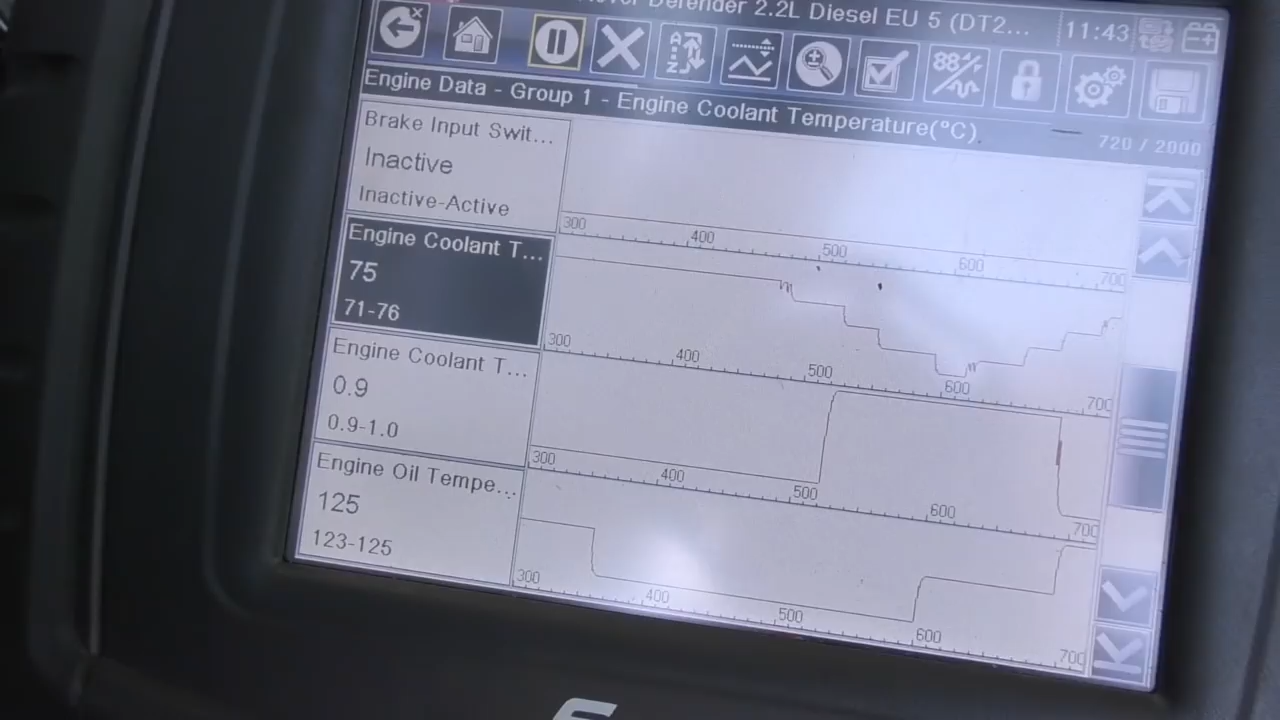 Defender 2.2L Diesel EU 5 (DT2...
11:43
A
Z
88%
Engine Data - Group 1 - Engine Coolant Temperature(°C)
720 / 2000
Brake Input Swit...
Inactive
Inactive-Active
300 400 500 600 700
Engine Coolant T...
75
71-76
300 400 500 600 700
Engine Coolant T...
0.9
0.9-1.0
300 400 500 600 700
Engine Oil Tempe...
125
123-125
300 400 500 600 700